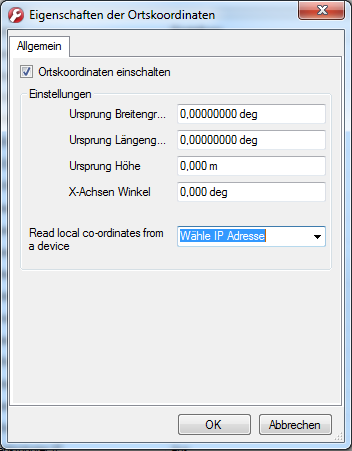 Eigenschaften der Ortskoordinaten
Allgemein
Ortskoordinaten einschalten
Einstellungen
Ursprung Breitengr... 0,00000000 deg
Ursprung Längeng... 0,00000000 deg
Ursprung Höhe 0,000 m
X-Achsen Winkel 0,000 deg
Read local co-ordinates from Wähle IP Adresse
a device
OK Abbrechen